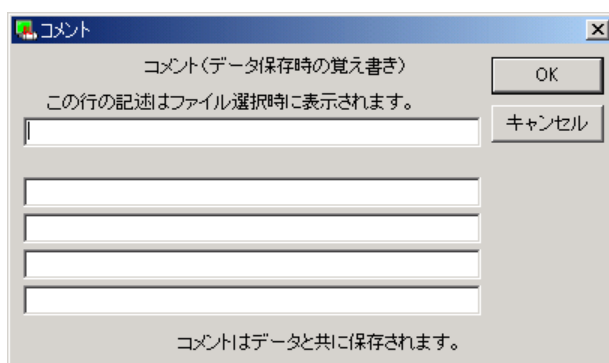 コメント
コメント(データ保存時の覚え書き)
OK
この行の記述はファイル選択時に表示されます。
キャンセル
コメントはデータと共に保存されます。